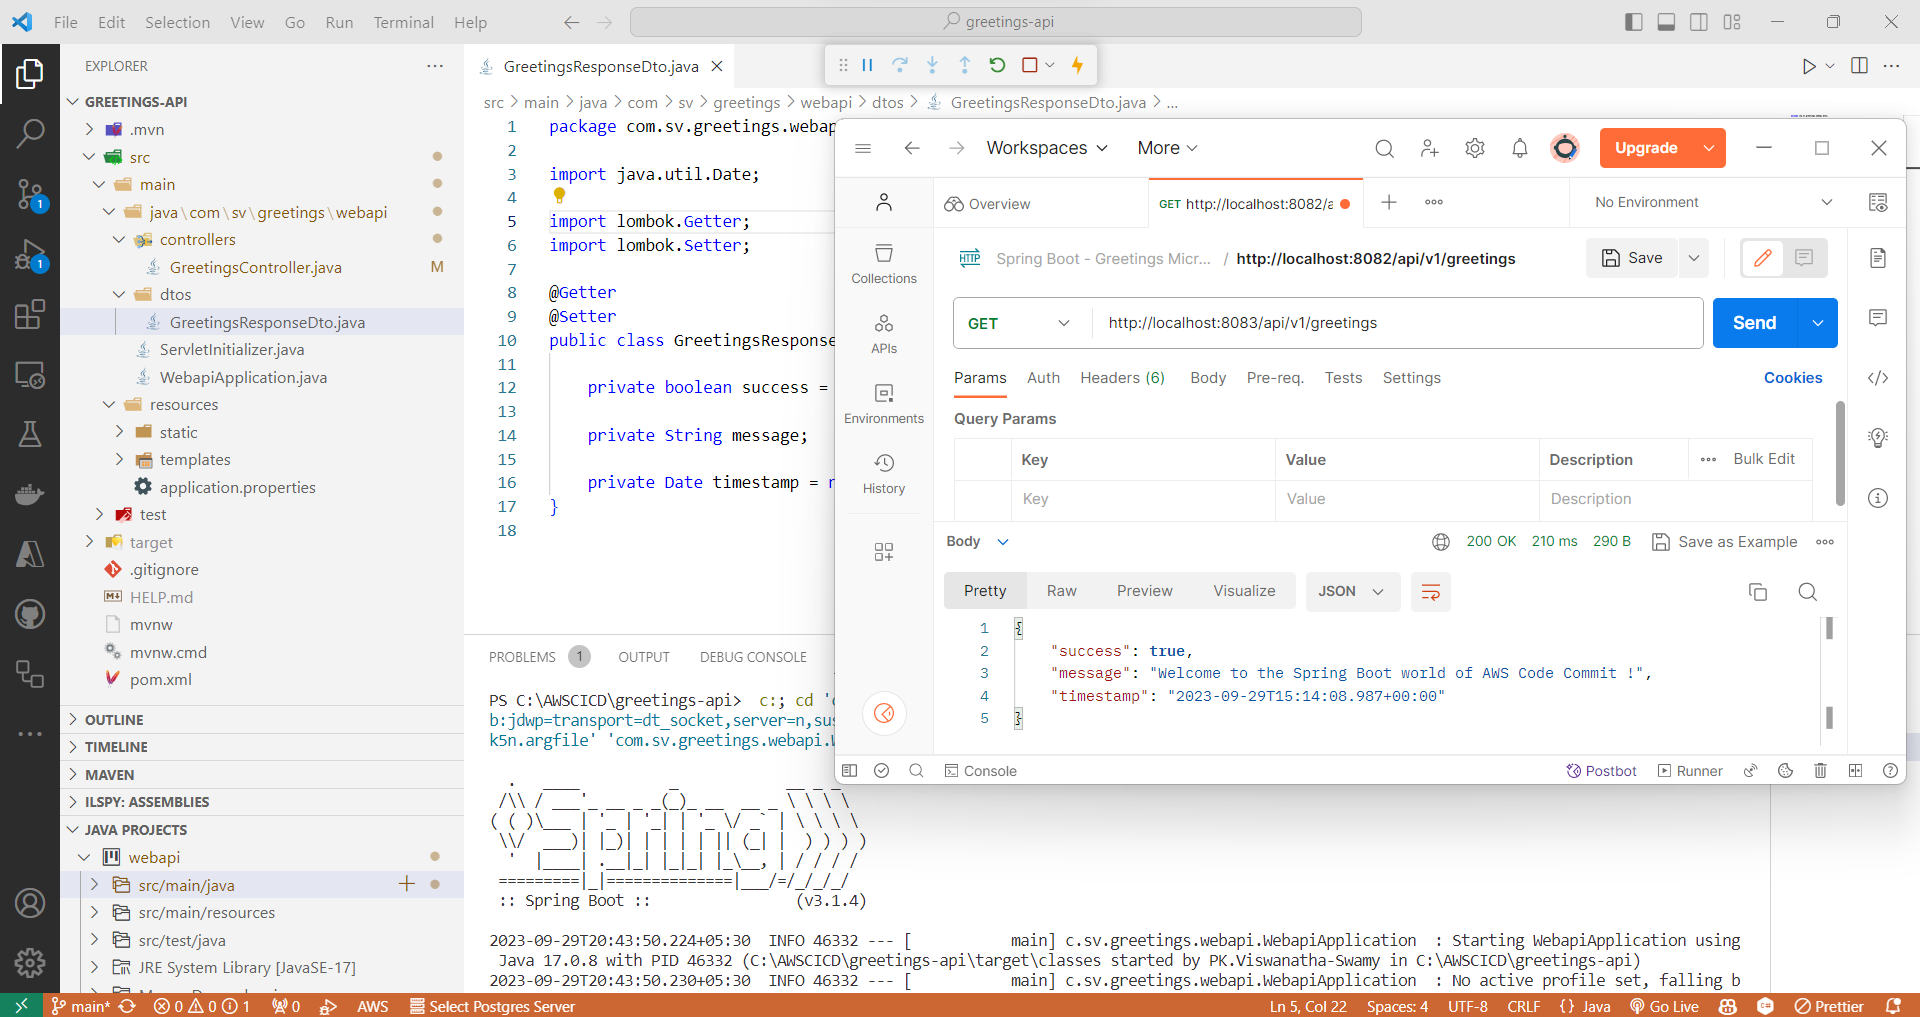 File Edit Selection View Go Run Terminal Help
greetings-api
EXPLORER
GREETINGS-API
.mvn
src
main
java\com\sv\greetings\webapi
controllers
GreetingsController.java M
dtos
GreetingsResponseDto.java
ServletInitializer.java
WebapiApplication.java
resources
static
templates
application.properties
test
target
.gitignore
HELP.md
mvnw
mvnw.cmd
pom.xml
OUTLINE
TIMELINE
MAVEN
ILSPY: ASSEMBLIES
JAVA PROJECTS
webapi
src/main/java
src/main/resources
src/test/java
JRE System Library [JavaSE-17]
1
1
GreetingsResponseDto.java
src > main > java > com > sv > greetings > webapi > dtos > GreetingsResponseDto.java > ...
1 package com.sv.greetings.webap
2
3 import java.util.Date;
4
5 import lombok.Getter;
6 import lombok.Setter;
7
8 @Getter
9 @Setter
10 public class GreetingsResponse
11
12 private boolean success =
13
14 private String message;
15
16 private Date timestamp = n
17 }
18
PROBLEMS 1 OUTPUT DEBUG CONSOLE
PS C:\AWSCICD\greetings-api> c:; cd '
b:jdwp=transport=dt_socket,server=n,sus
k5n.argfile' 'com.sv.greetings.webapi.
:: Spring Boot :: (v3.1.4)
2023-09-29T20:43:50.224+05:30 INFO 46332 --- [ main] c.sv.greetings.webapi.WebapiApplication : Starting WebapiApplication using
Java 17.0.8 with PID 46332 (C:\AWSCICD\greetings-api\target\classes started by PK.Viswanatha-Swamy in C:\AWSCICD\greetings-api)
2023-09-29T20:43:50.230+05:30 INFO 46332 --- [ main] c.sv.greetings.webapi.WebapiApplication : No active profile set, falling b
Workspaces More Upgrade
Overview GET http://localhost:8082/a No Environment
HTTP Spring Boot - Greetings Micr... / http://localhost:8082/api/v1/greetings Save
GET http://localhost:8083/api/v1/greetings Send
Params Auth Headers (6) Body Pre-req. Tests Settings Cookies
Query Params
Key Value Description Bulk Edit
Key Value Description
Collections
APIs
Environments
History
Body 200 OK 210 ms 290 B Save as Example
Pretty Raw Preview Visualize JSON
1 {
2 "success": true,
3 "message": "Welcome to the Spring Boot world of AWS Code Commit !",
4 "timestamp": "2023-09-29T15:14:08.987+00:00"
5 }
Console Postbot Runner
main* 0 0 1 0 AWS Select Postgres Server Ln 5, Col 22 Spaces: 4 UTF-8 CRLF {} Java Go Live Prettier